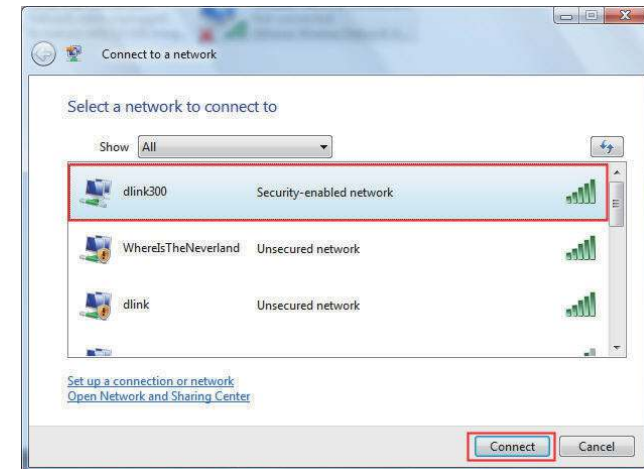 Connect to a network
Select a network to connect to
Show All
dlink300 Security-enabled network
WhereIsTheNeverland Unsecured network
dlink Unsecured network
Set up a connection or network
Open Network and Sharing Center
Connect Cancel